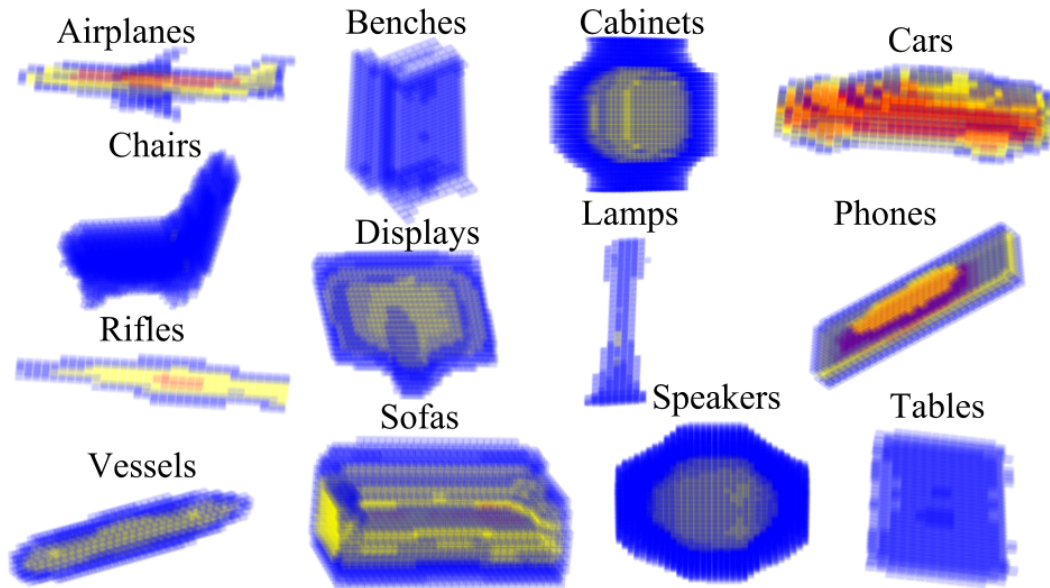 Airplanes
Benches
Cabinets
Cars
Chairs
Displays
Lamps
Phones
Rifles
Sofas
Speakers
Tables
Vessels